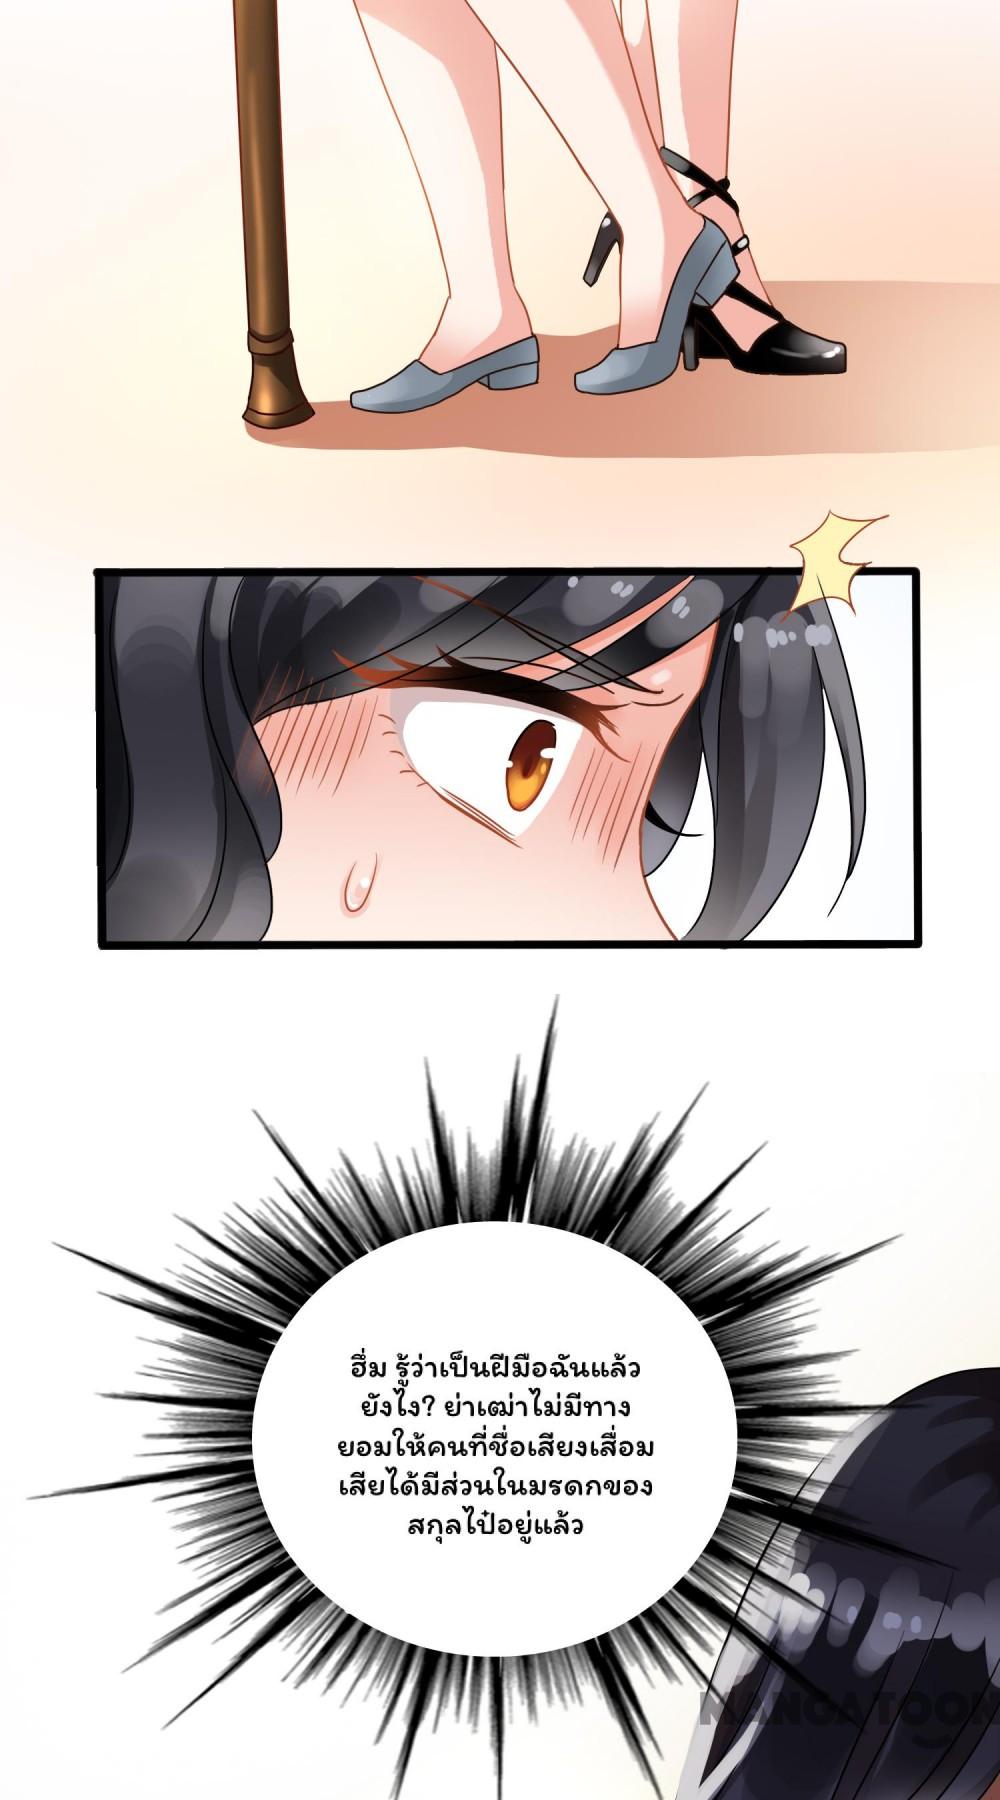 ฮึ่ม รู้ว่าเป็นฝีมือฉันแล้ว
ยังไง? ย่าเฒ่าไม่มีทาง
ยอมให้คนที่ชื่อเสียงเสื่อม
เสียได้มีส่วนในมรดกของ
สกุลไป๋อยู่แล้ว
MANGATOON